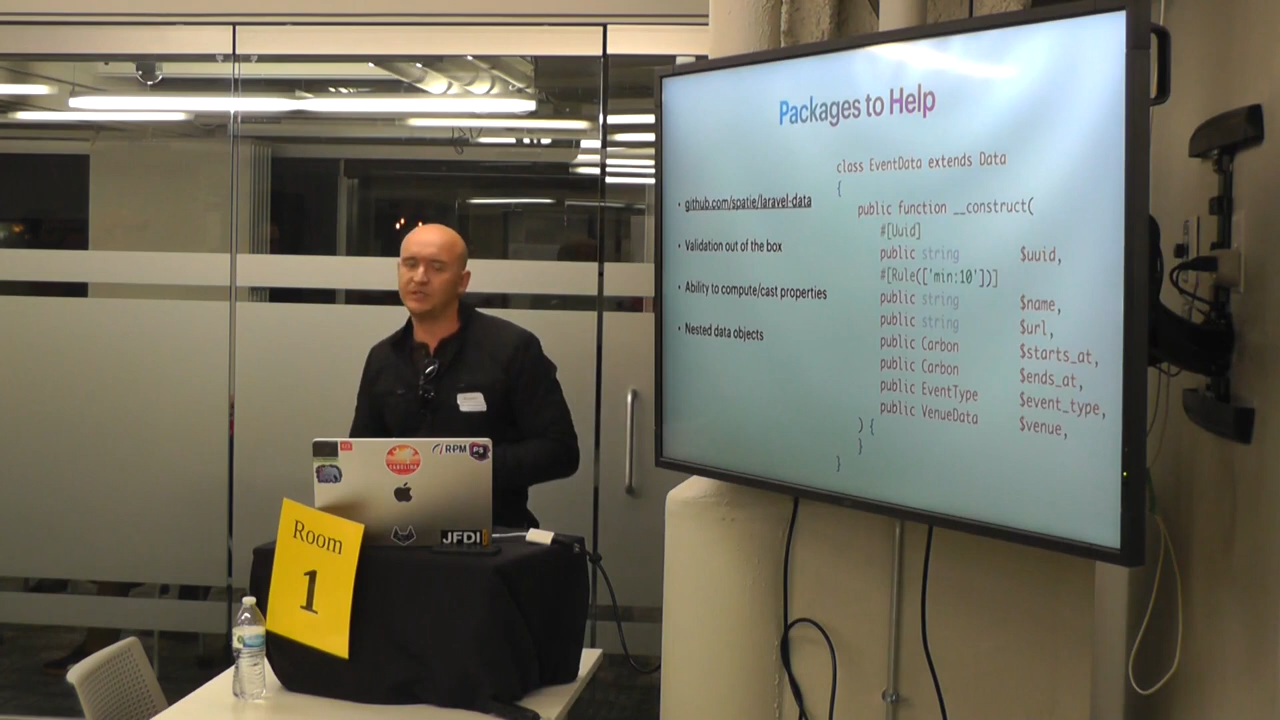 Packages to Help
github.com/spatie/laravel-data
Validation out of the box
Ability to compute/cast properties
Nested data objects
class EventData extends Data
{
public function __construct(
#[Uuid]
public string $uuid,
#[Rule(['min:10'])]
public string $name,
public string $url,
public Carbon $starts_at,
public Carbon $ends_at,
public EventType $event_type,
public VenueData $venue,
) {
}
}
CAROLINA
RPM
PS
JFDI
Room
1